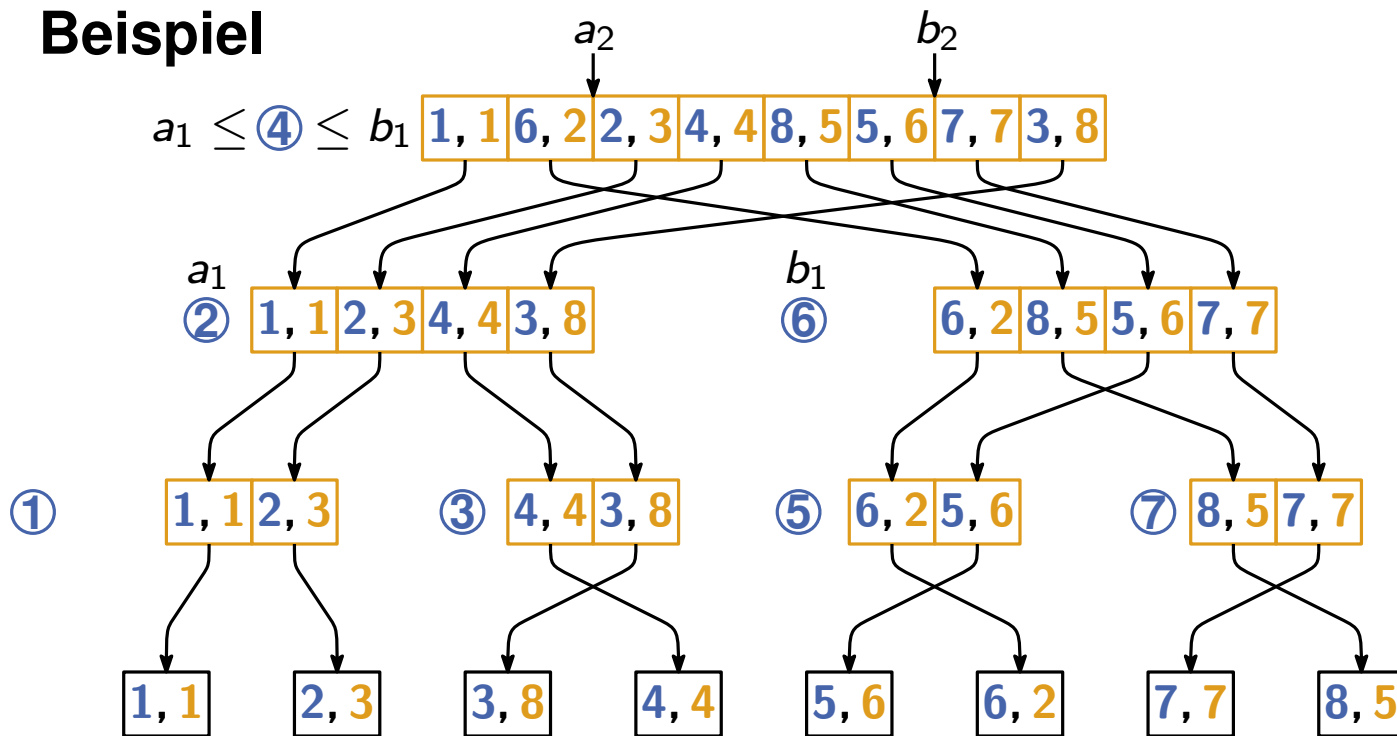 Beispiel
a₂ b₂
a₁ ≤ ④ ≤ b₁ 1, 1 6, 2 2, 3 4, 4 8, 5 5, 6 7, 7 3, 8
a₁ b₁
② 1, 1 2, 3 4, 4 3, 8 ⑥ 6, 2 8, 5 5, 6 7, 7
① 1, 1 2, 3 ③ 4, 4 3, 8 ⑤ 6, 2 5, 6 ⑦ 8, 5 7, 7
1, 1 2, 3 3, 8 4, 4 5, 6 6, 2 7, 7 8, 5